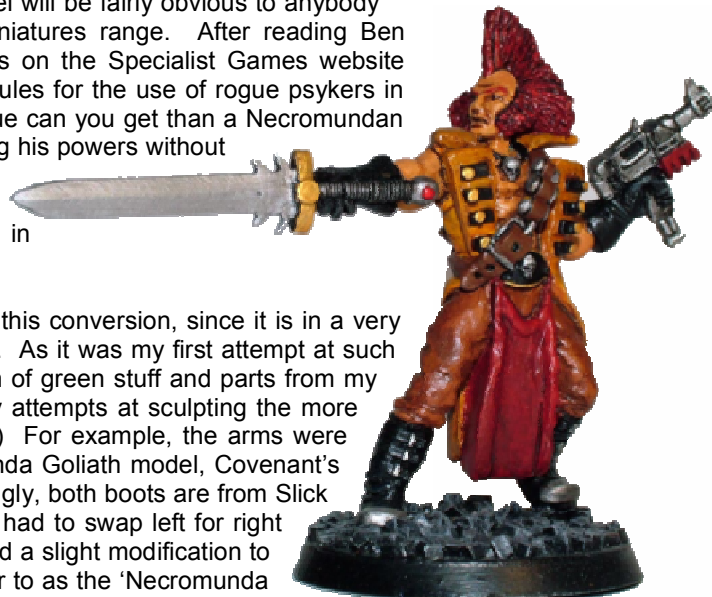 el will be fairly obvious to anybody
niatures range. After reading Ben
s on the Specialist Games website
ules for the use of rogue psykers in
ue can you get than a Necromundan
g his powers without
in
this conversion, since it is in a very
. As it was my first attempt at such
n of green stuff and parts from my
y attempts at sculpting the more
) For example, the arms were
nda Goliath model, Covenant’s
gly, both boots are from Slick
had to swap left for right
d a slight modification to
r to as the ‘Necromunda